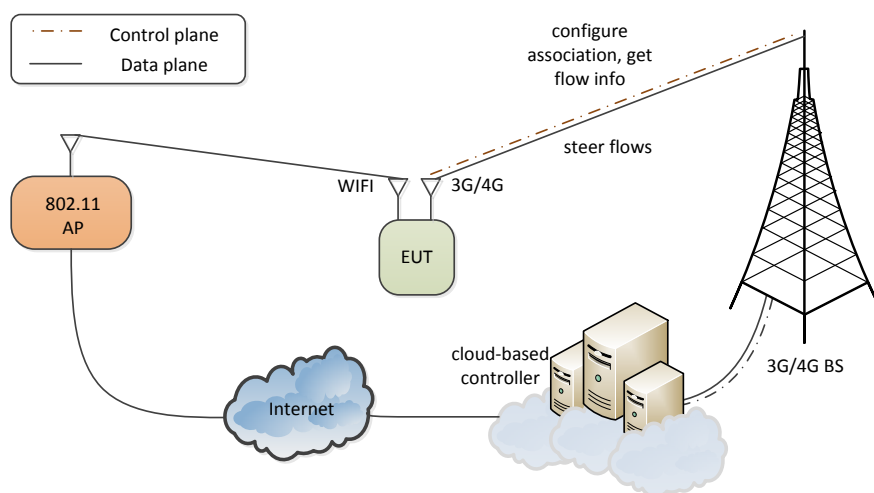 Control plane
Data plane
configure
association, get
flow info
steer flows
WIFI
3G/4G
802.11
AP
EUT
cloud-based
controller
3G/4G BS
Internet